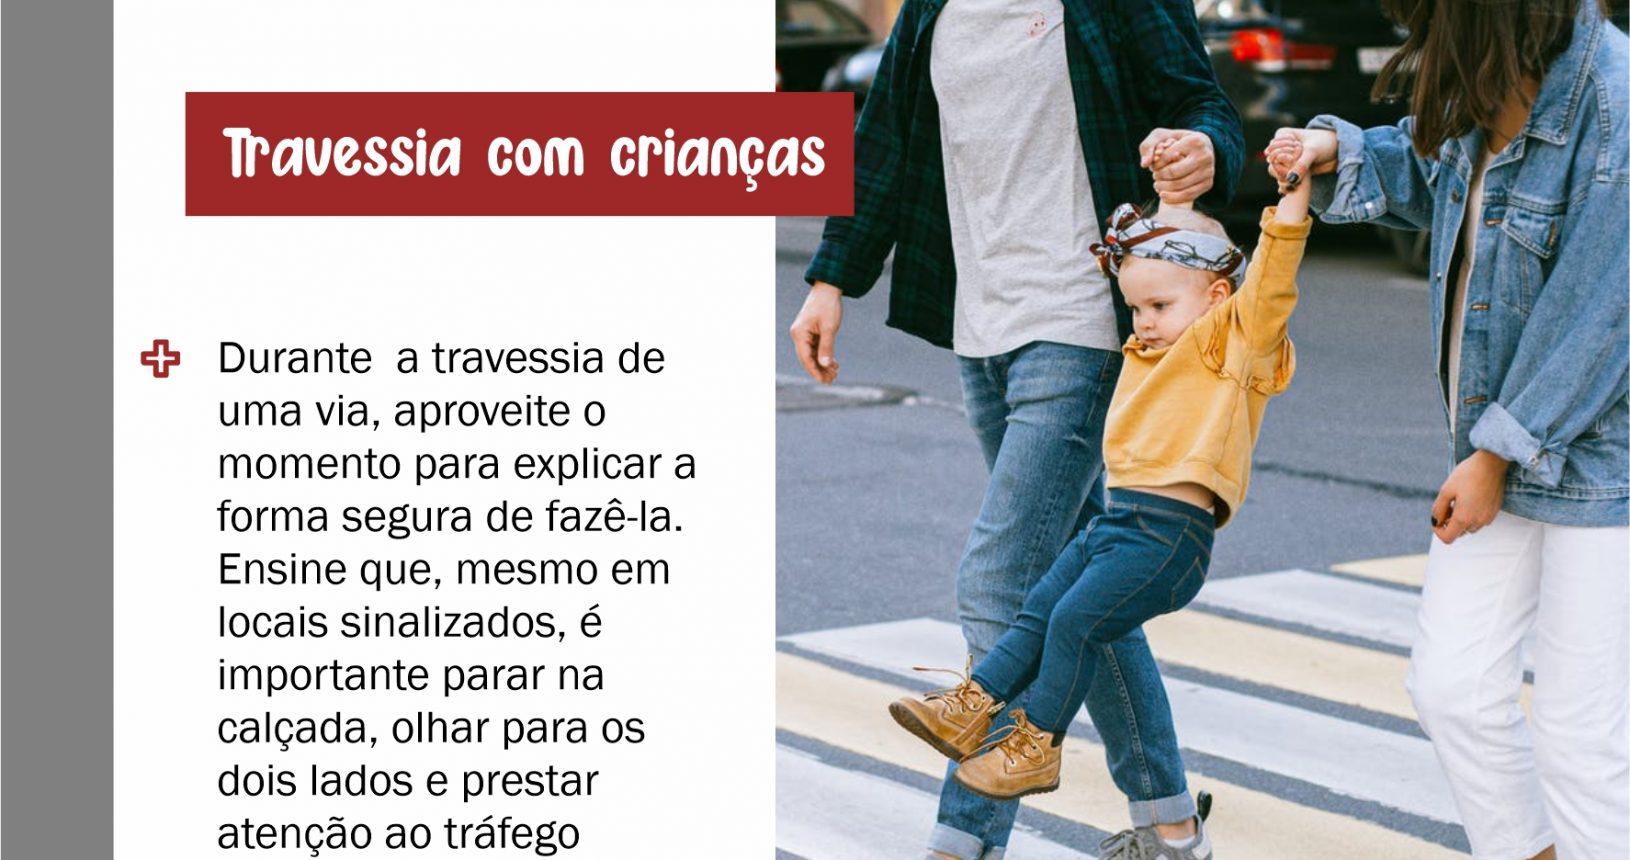 Travessia com crianças
Durante a travessia de
uma via, aproveite o
momento para explicar a
forma segura de fazê-la.
Ensine que, mesmo em
locais sinalizados, é
importante parar na
calçada, olhar para os
dois lados e prestar
atenção ao tráfego